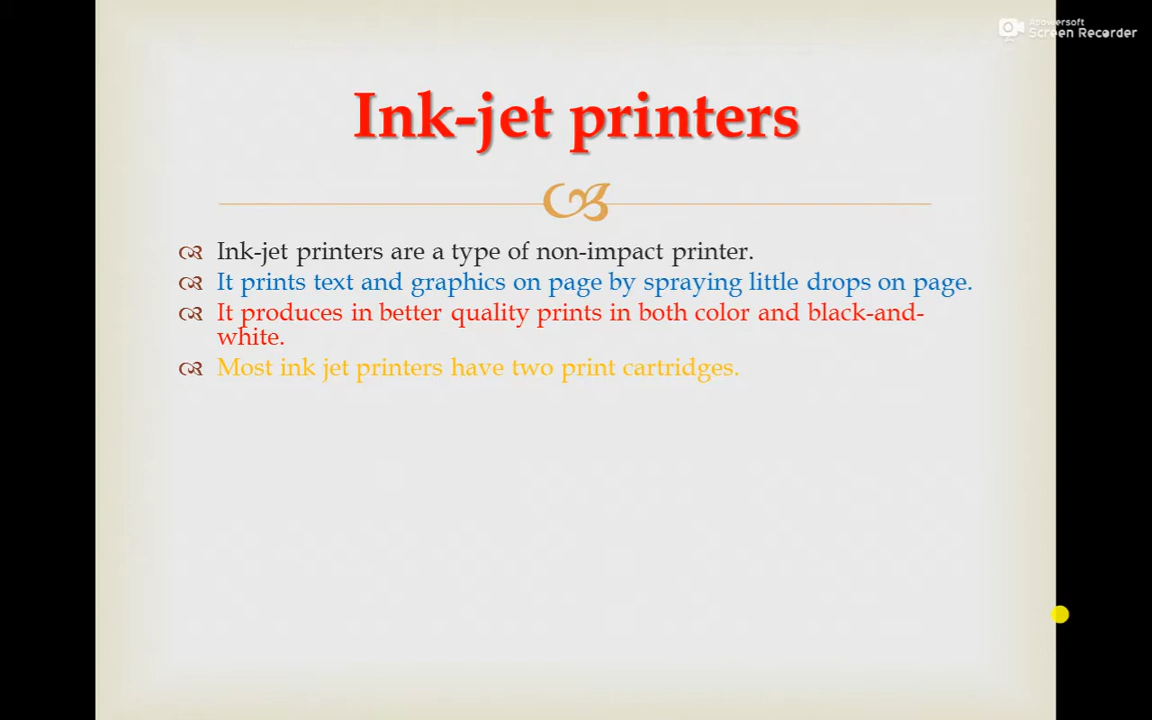 Apowersoft
Screen Recorder
Ink-jet printers
Ink-jet printers are a type of non-impact printer.
It prints text and graphics on page by spraying little drops on page.
It produces in better quality prints in both color and black-and-
white.
Most ink jet printers have two print cartridges.